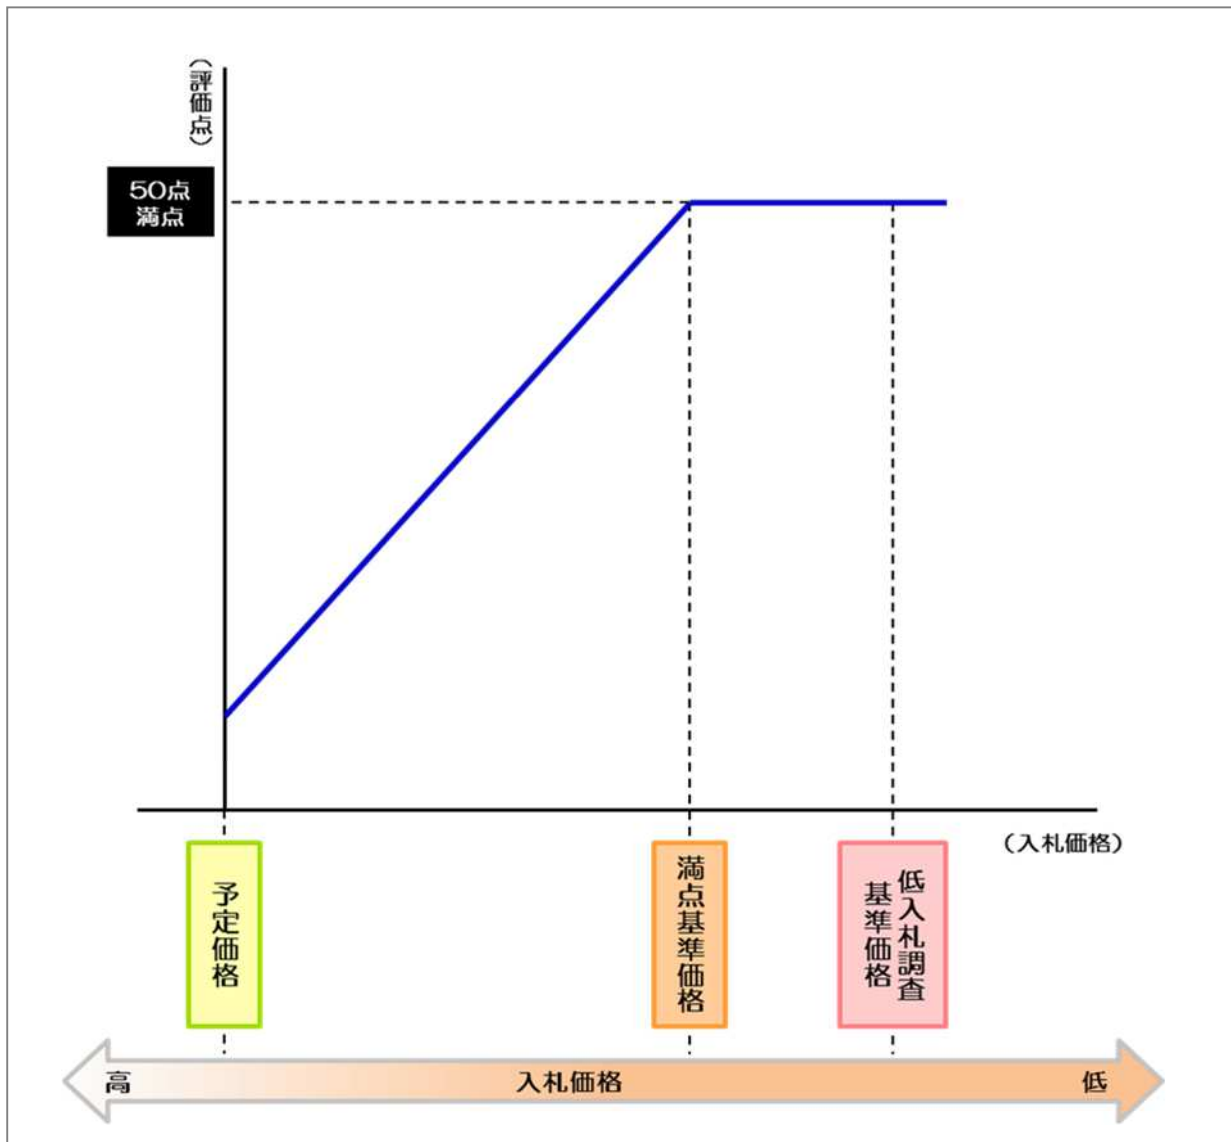 （評価点）
50点
満点
（入札価格）
予定価格
満点基準価格
低入札調査
基準価格
高
入札価格
低